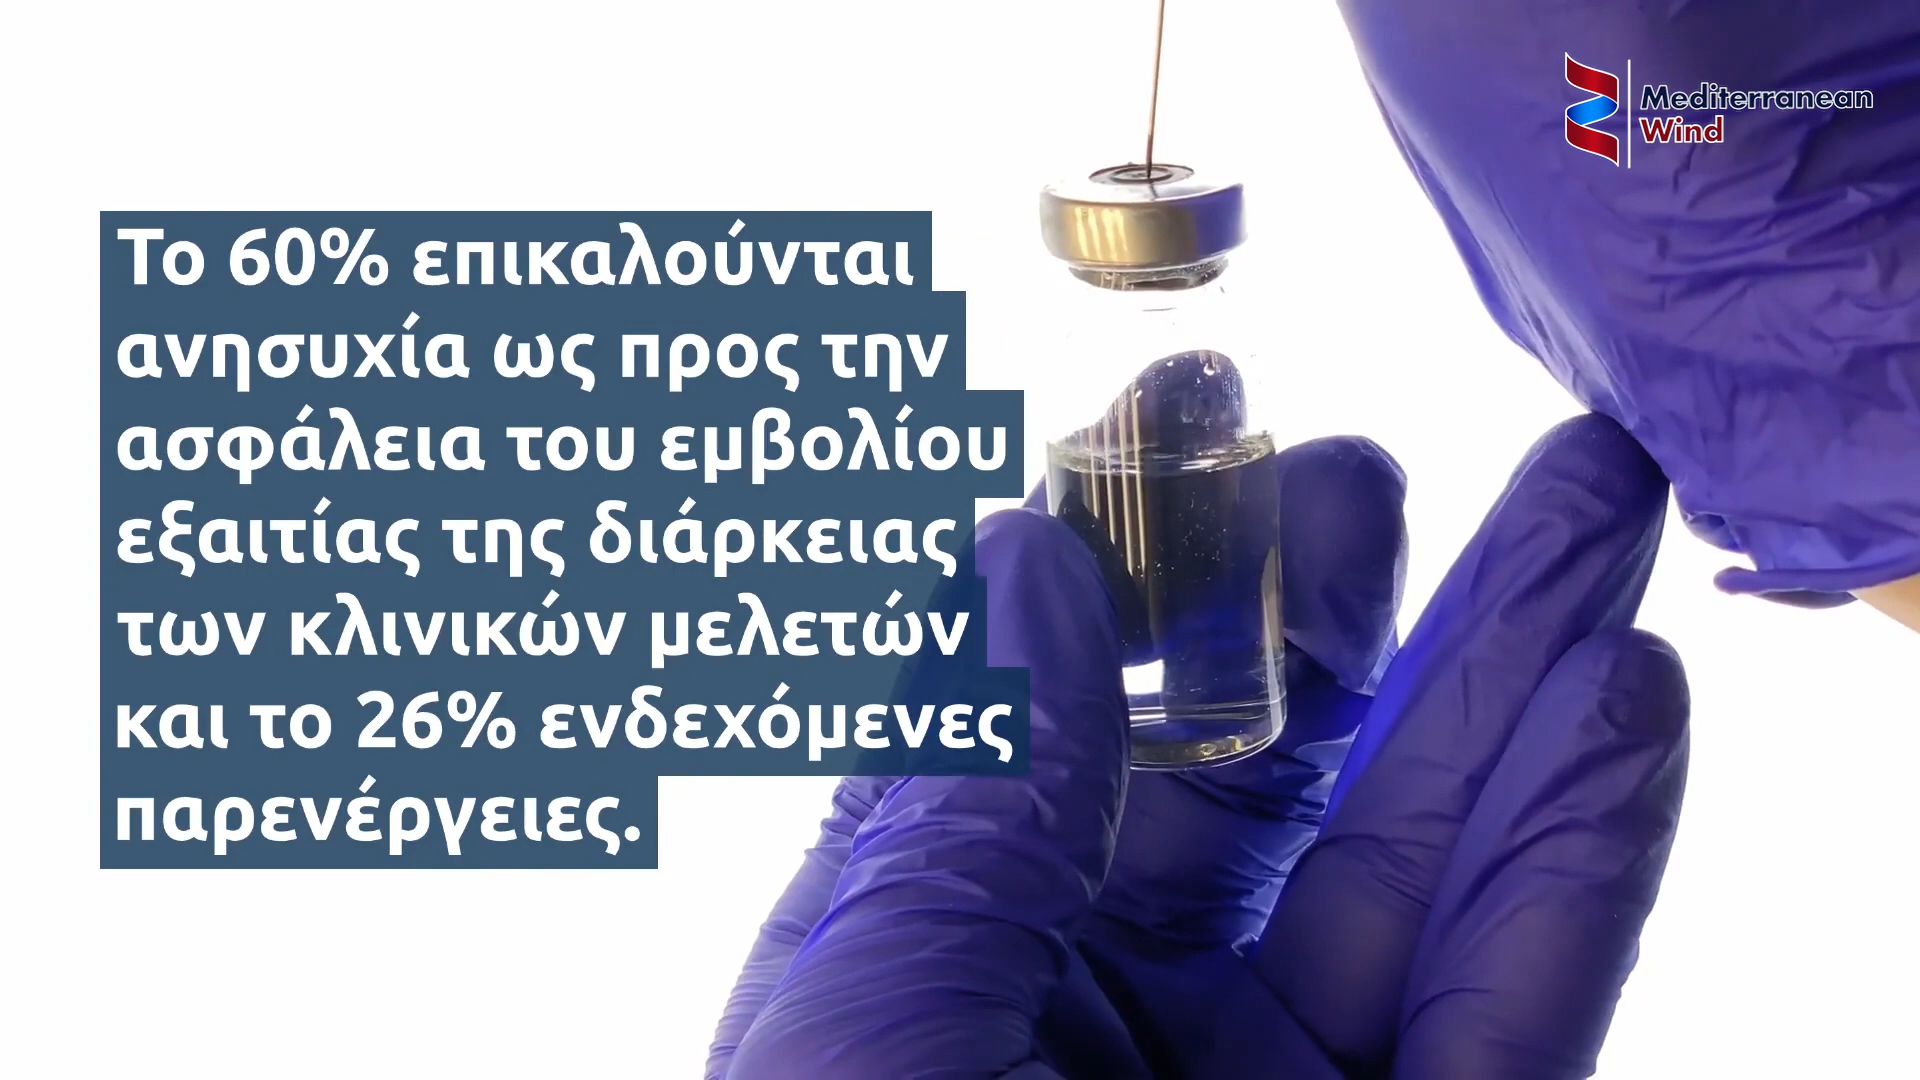 Mediterranean
Wind
Το 60% επικαλούνται
ανησυχία ως προς την
ασφάλεια του εμβολίου
εξαιτίας της διάρκειας
των κλινικών μελετών
και το 26% ενδεχόμενες
παρενέργειες.